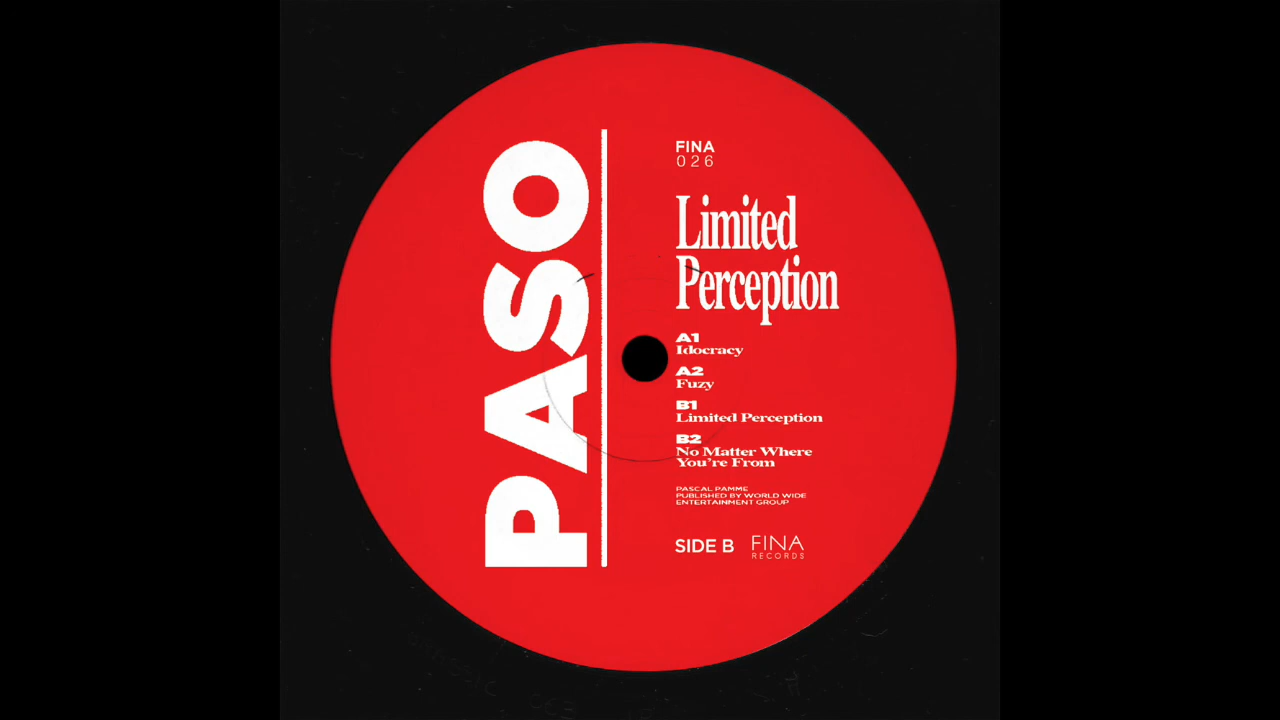 PASO
FINA
026
Limited
Perception
A1
Idocracy
A2
Fuzy
B1
Limited Perception
B2
No Matter Where
You're From
PASCAL PAMME
PUBLISHED BY WORLD WIDE
ENTERTAINMENT GROUP
SIDE B
FINA
RECORDS